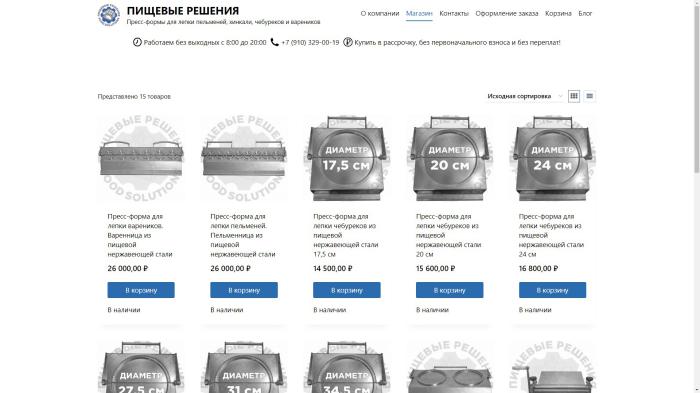 ПИЩЕВЫЕ РЕШЕНИЯ
Пресс-формы для лепки пельменей, хинкали, чебуреков и вареников
О компании Магазин Контакты Оформление заказа Корзина Блог
Работаем без выходных с 8:00 до 20:00 +7 (910) 329-00-19 Купить в рассрочку, без первоначального взноса и без переплат!
Представлено 15 товаров
Исходная сортировка
ДИАМЕТР
17,5 СМ
ДИАМЕТР
20 СМ
ДИАМЕТР
24 СМ
Пресс-форма для
лепки вареников.
Варенница из
пищевой
нержавеющей стали
26 000,00 ₽
В корзину
В наличии
Пресс-форма для
лепки пельменей.
Пельменница из
пищевой
нержавеющей стали
26 000,00 ₽
В корзину
В наличии
Пресс-форма для
лепки чебуреков из
пищевой
нержавеющей стали
17,5 см
14 500,00 ₽
В корзину
В наличии
Пресс-форма для
лепки чебуреков из
пищевой
нержавеющей стали
20 см
15 600,00 ₽
В корзину
В наличии
Пресс-форма для
лепки чебуреков из
пищевой
нержавеющей стали
24 см
16 800,00 ₽
В корзину
В наличии
ДИАМЕТР
27,5 СМ
ДИАМЕТР
31 СМ
ДИАМЕТР
34,5 СМ